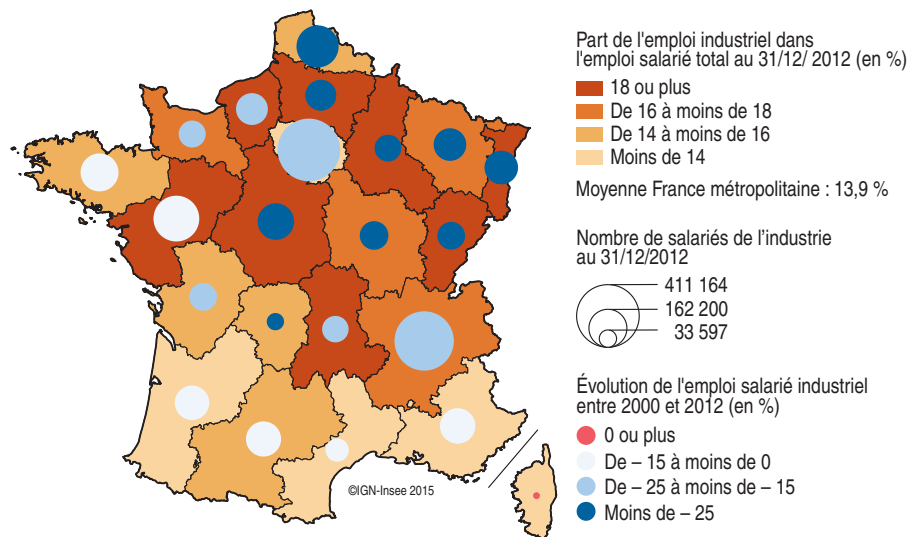 Part de l'emploi industriel dans
l'emploi salarié total au 31/12/ 2012 (en %)
18 ou plus
De 16 à moins de 18
De 14 à moins de 16
Moins de 14
Moyenne France métropolitaine : 13,9 %
Nombre de salariés de l’industrie
au 31/12/2012
411 164
162 200
33 597
Évolution de l'emploi salarié industriel
entre 2000 et 2012 (en %)
0 ou plus
De – 15 à moins de 0
De – 25 à moins de – 15
Moins de – 25
©IGN-Insee 2015